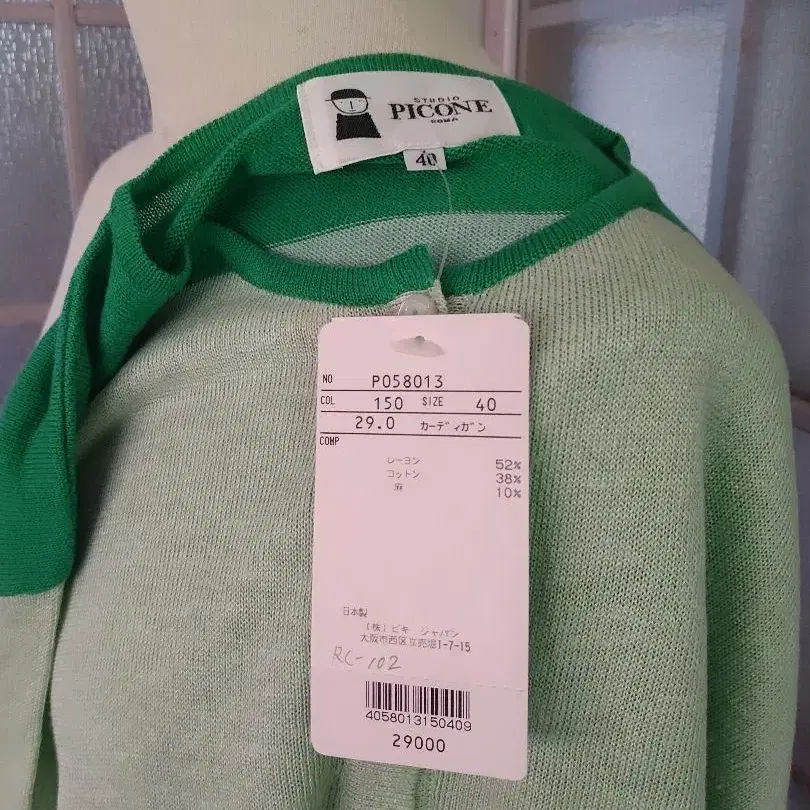 STUDIO
PICONE
ROMA
40
NO P058013
COL 150 SIZE 40
29.0 カーディガン
COMP
レーヨン 52%
コットン 38%
麻 10%
日本製
(株)ピキ ジャパン
大阪市西区立売堀1-7-15
RC-102
4058013150409
29000